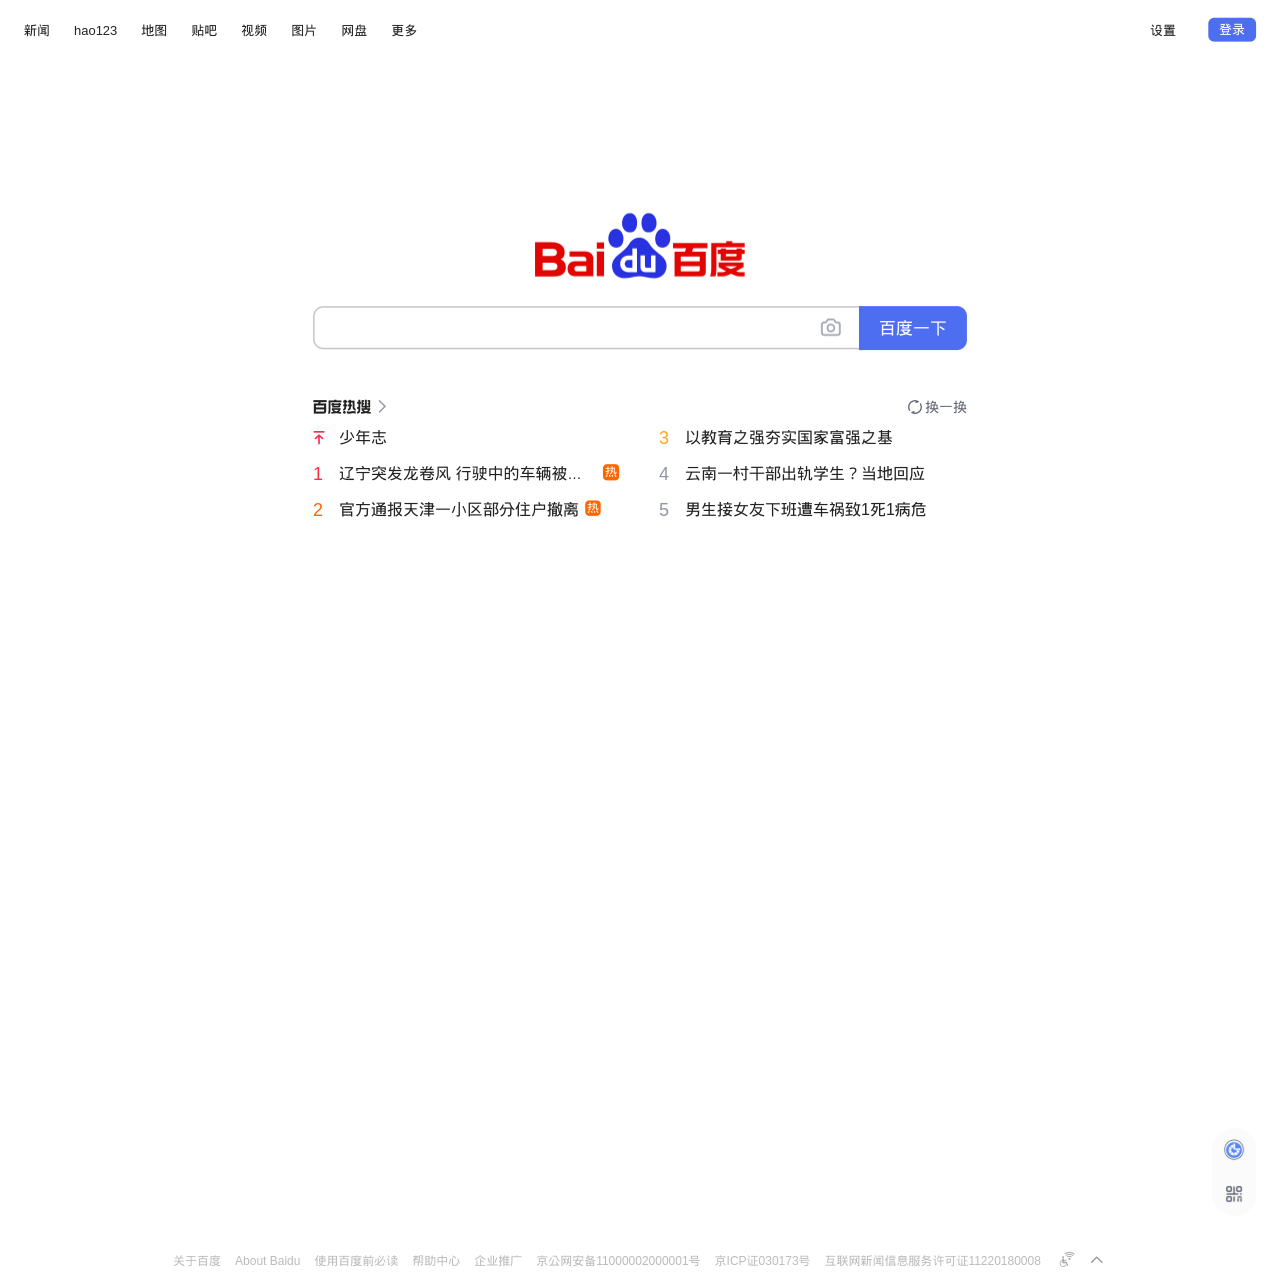 新闻 hao123 地图 贴吧 视频 图片 网盘 更多 设置 登录
Bai du 百度
百度一下
百度热搜 换一换
少年志
1 辽宁突发龙卷风 行驶中的车辆被... 热
2 官方通报天津一小区部分住户撤离 热
3 以教育之强夯实国家富强之基
4 云南一村干部出轨学生？当地回应
5 男生接女友下班遭车祸致1死1病危
关于百度 About Baidu 使用百度前必读 帮助中心 企业推广 京公网安备11000002000001号 京ICP证030173号 互联网新闻信息服务许可证11220180008